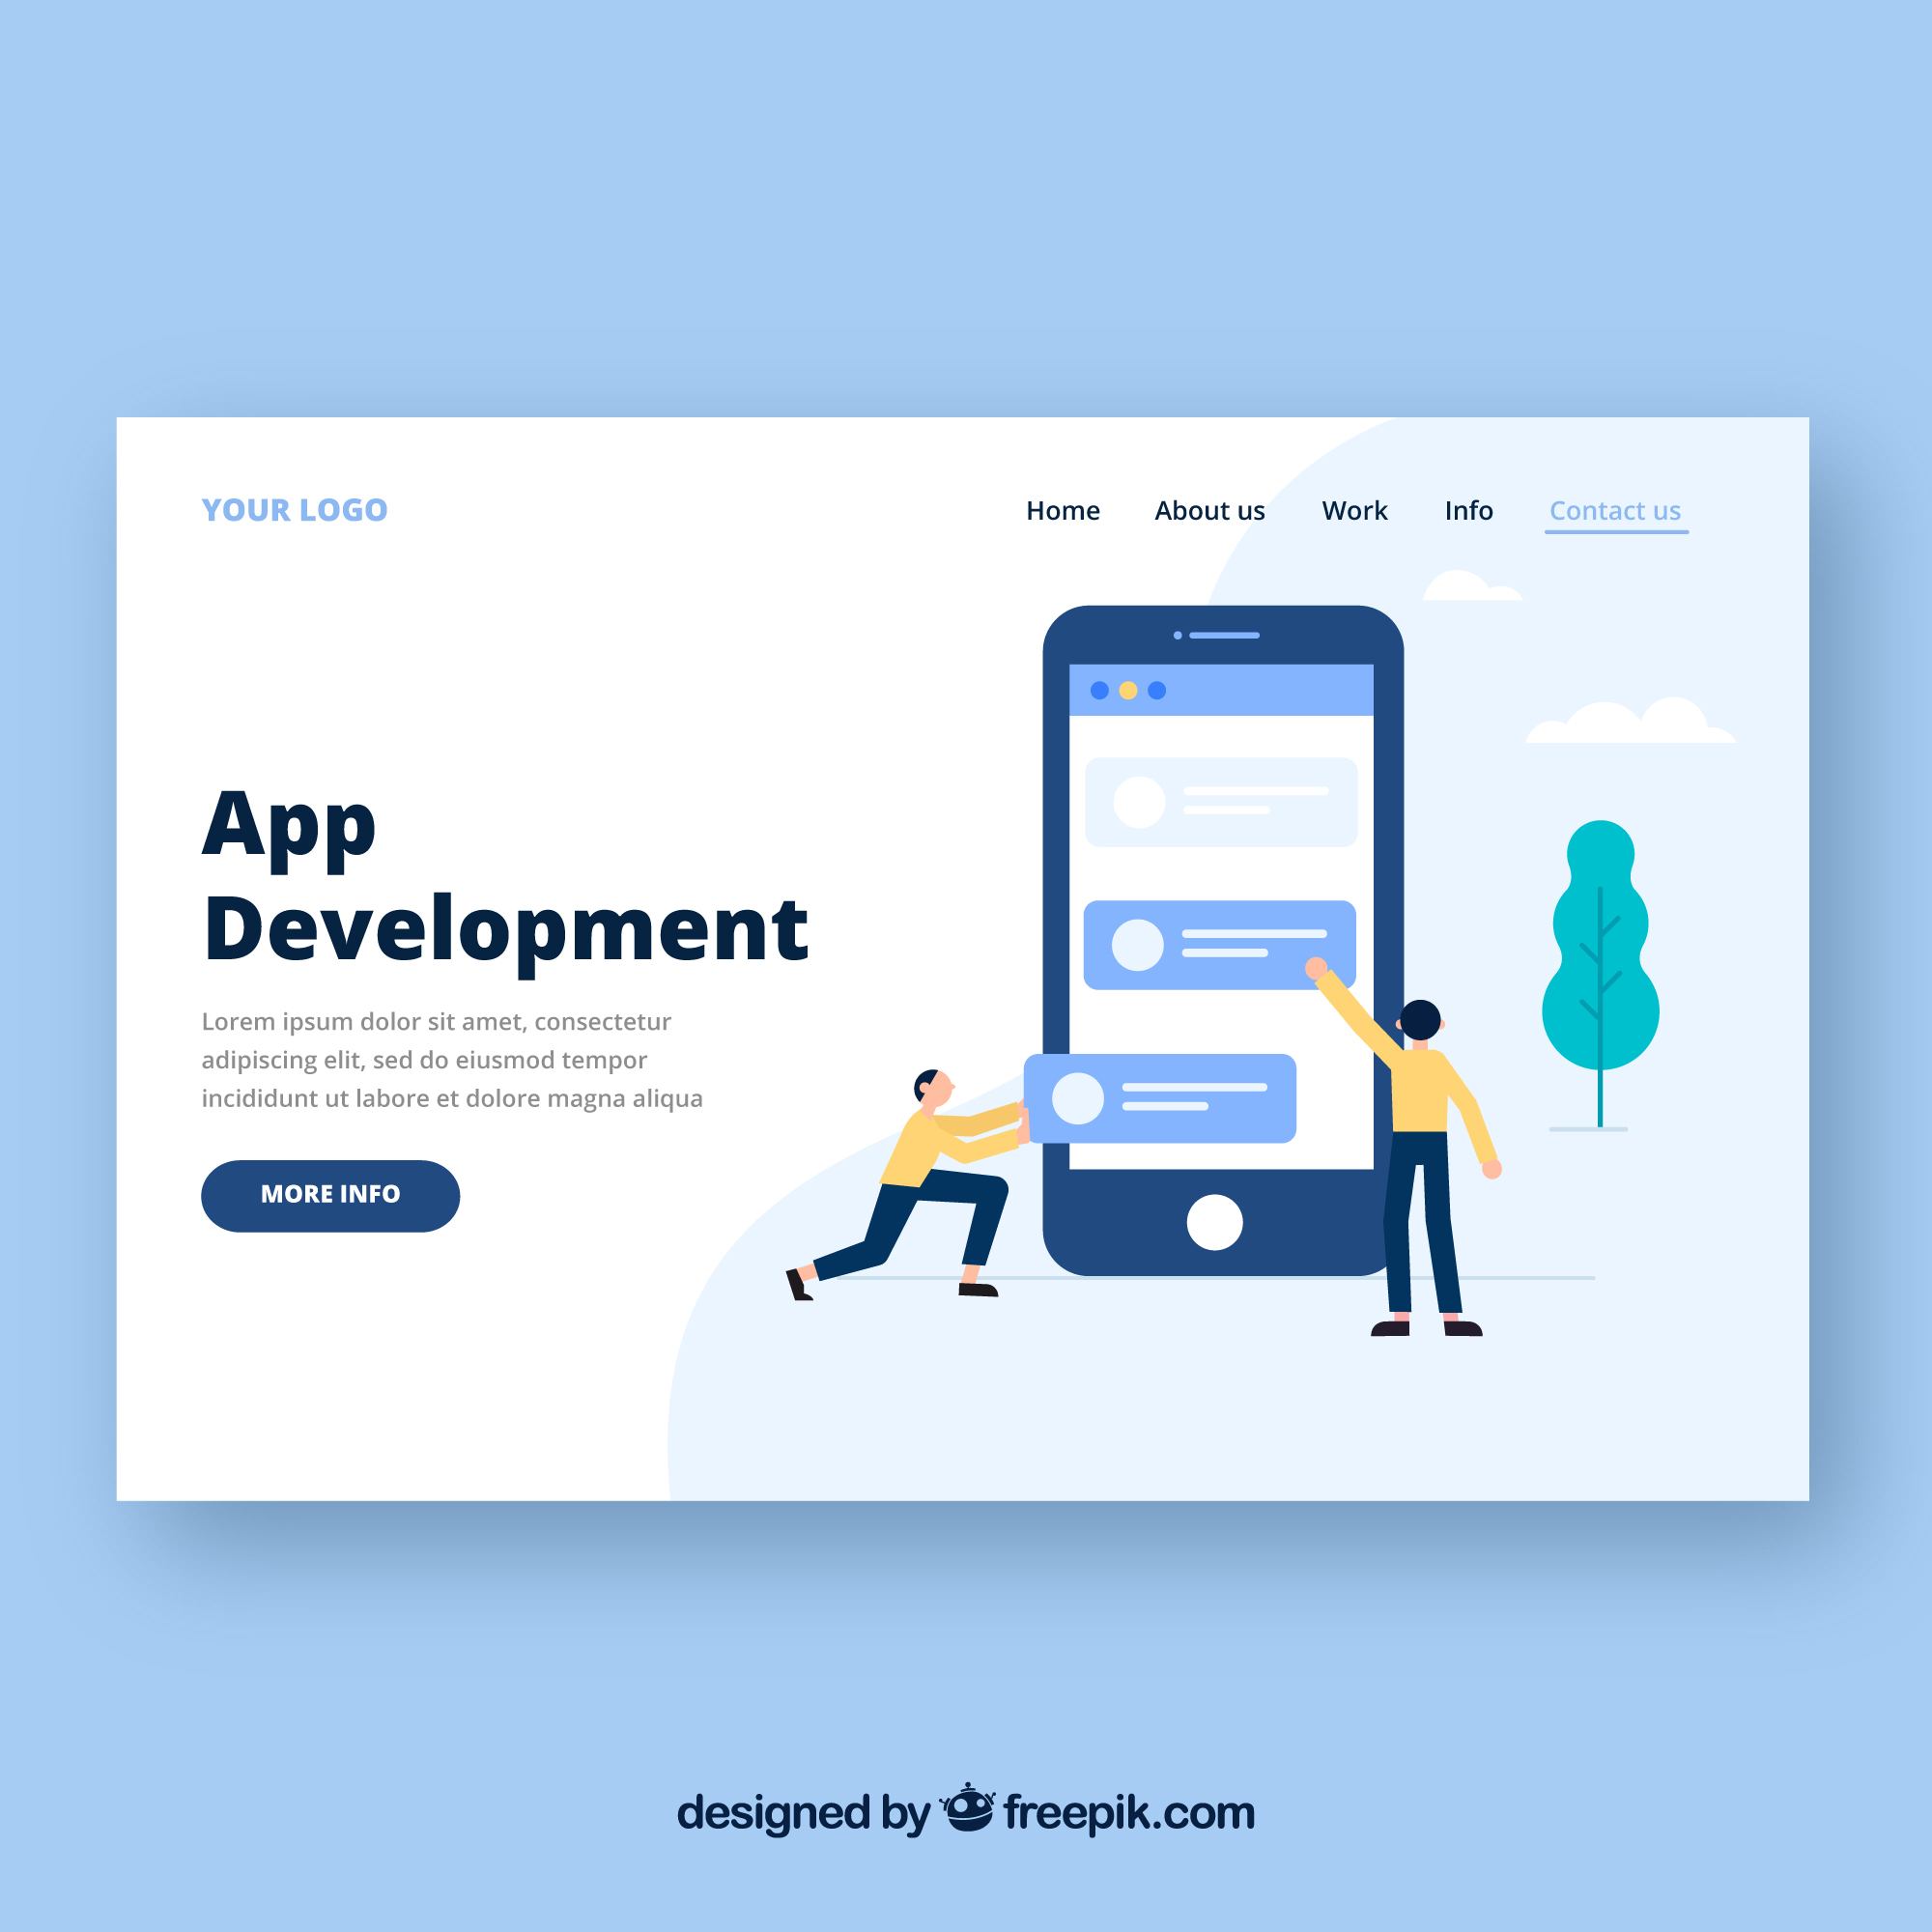 YOUR LOGO
Home About us Work Info Contact us
App
Development
Lorem ipsum dolor sit amet, consectetur
adipiscing elit, sed do eiusmod tempor
incididunt ut labore et dolore magna aliqua
MORE INFO
designed by freepik.com